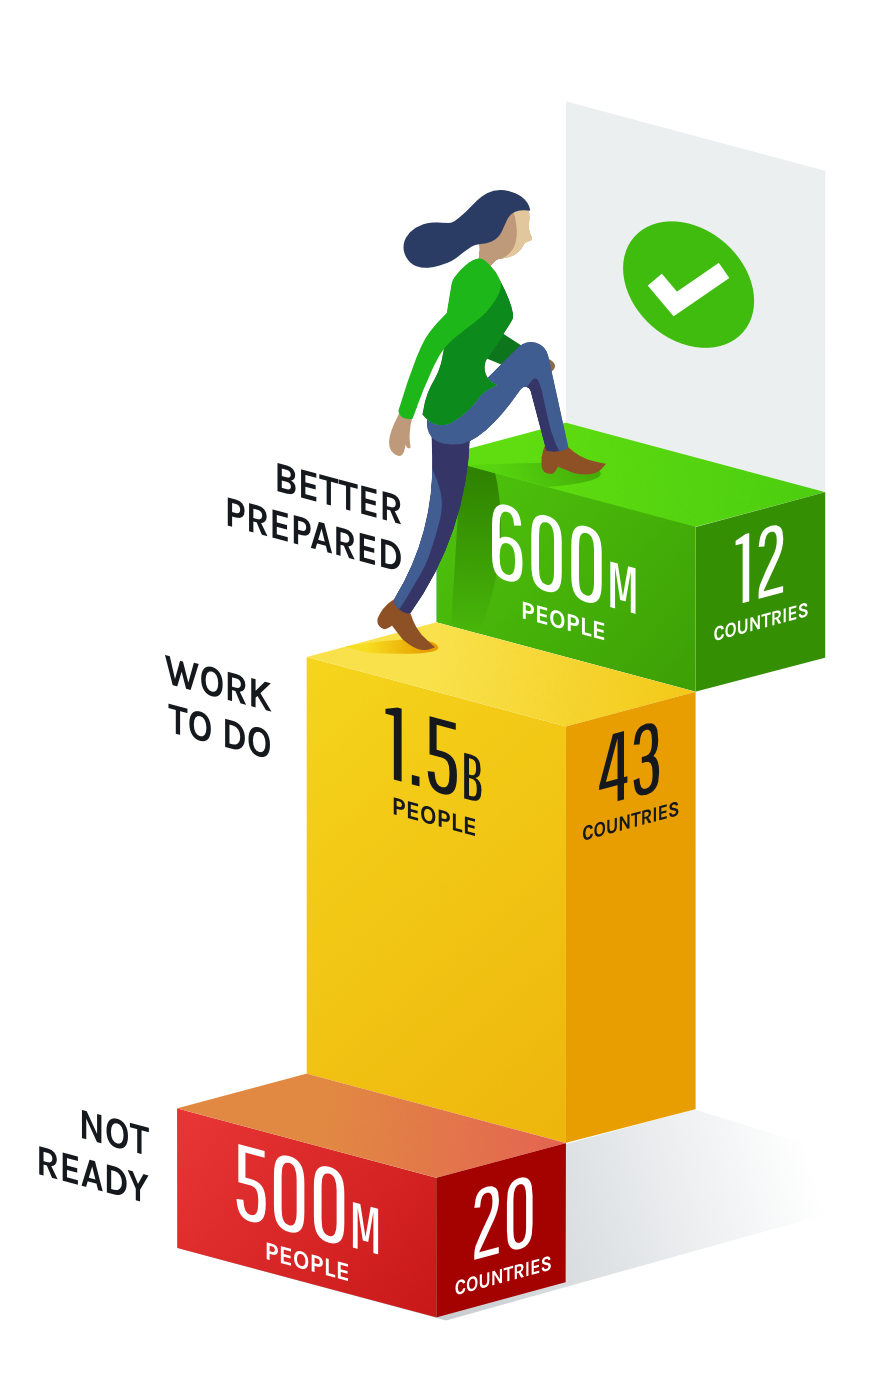 BETTER
PREPARED
600M
PEOPLE
12
COUNTRIES
WORK
TO DO
1.5B
PEOPLE
43
COUNTRIES
NOT
READY
500M
PEOPLE
20
COUNTRIES